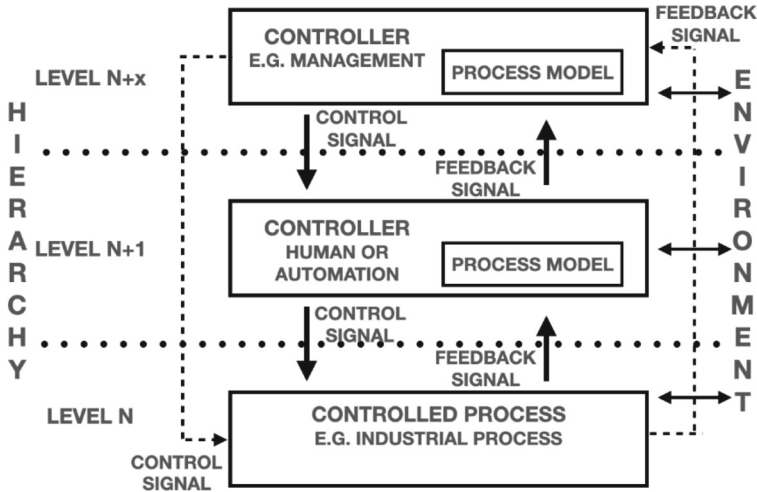 FEEDBACK
SIGNAL
CONTROLLER
E.G. MANAGEMENT
PROCESS MODEL
LEVEL N+x
CONTROL
SIGNAL
FEEDBACK
SIGNAL
HIERARCHY
ENVIRONMENT
CONTROLLER
HUMAN OR
AUTOMATION
PROCESS MODEL
LEVEL N+1
CONTROL
SIGNAL
FEEDBACK
SIGNAL
CONTROLLED PROCESS
E.G. INDUSTRIAL PROCESS
LEVEL N
CONTROL
SIGNAL